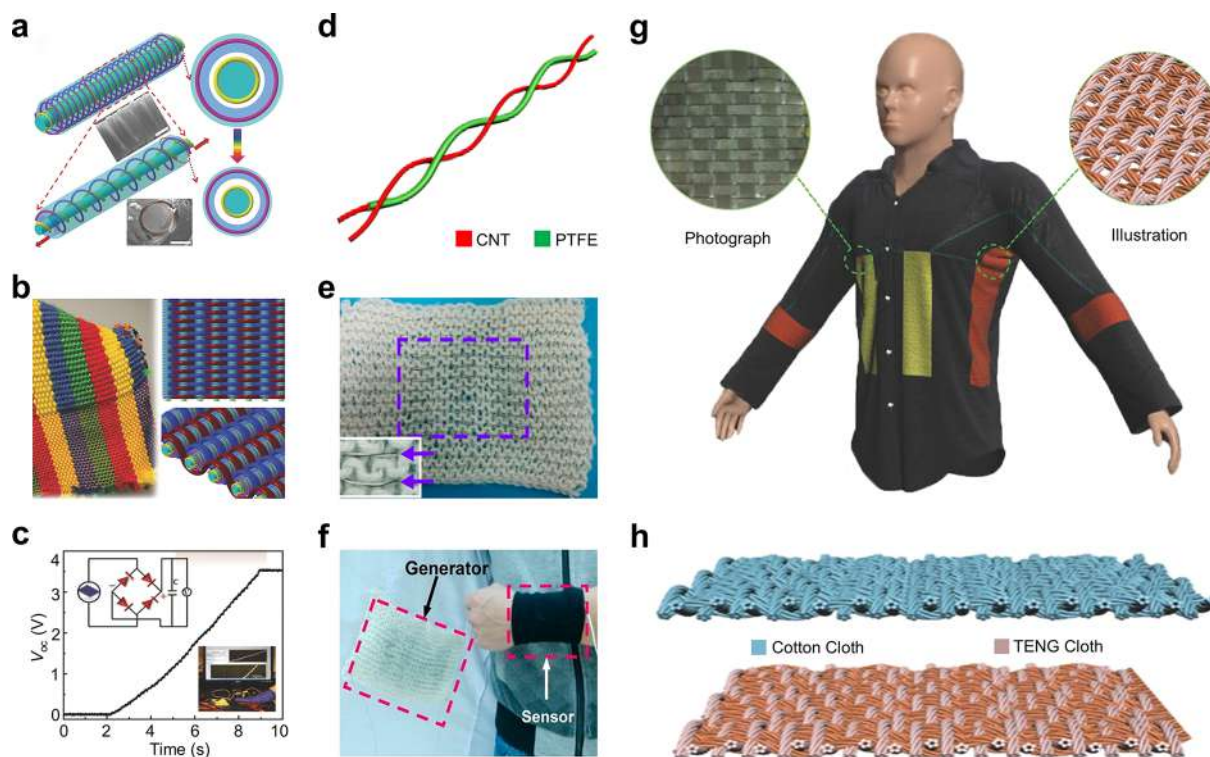 a
d
CNT
PTFE
g
Photograph
Illustration
b
e
c
4
3
2
1
0
V_oc (V)
C
0
2
4
6
8
10
Time (s)
f
Generator
Sensor
h
Cotton Cloth
TENG Cloth